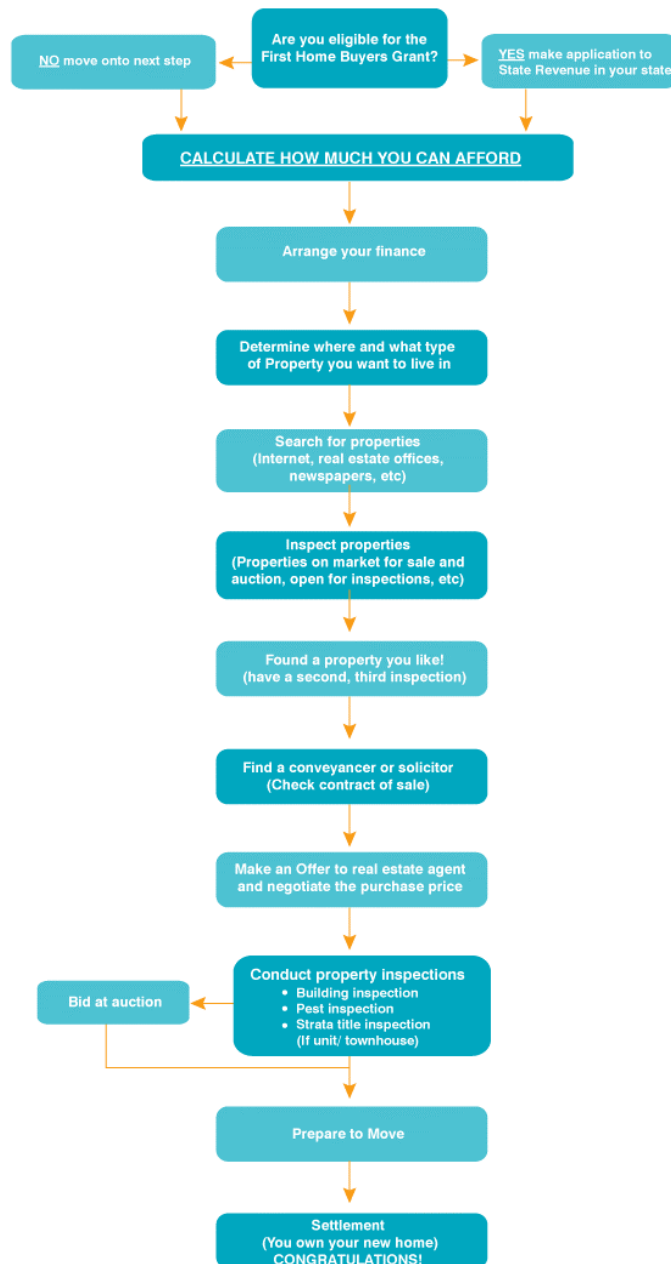 Are you eligible for the
First Home Buyers Grant?
NO move onto next step
YES make application to
State Revenue in your state
CALCULATE HOW MUCH YOU CAN AFFORD
Arrange your finance
Determine where and what type
of Property you want to live in
Search for properties
(Internet, real estate offices,
newspapers, etc)
Inspect properties
(Properties on market for sale and
auction, open for inspections, etc)
Found a property you like!
(have a second, third inspection)
Find a conveyancer or solicitor
(Check contract of sale)
Make an Offer to real estate agent
and negotiate the purchase price
Conduct property inspections
• Building inspection
• Pest inspection
• Strata title inspection
(If unit/ townhouse)
Bid at auction
Prepare to Move
Settlement
(You own your new home)
CONGRATULATIONS!